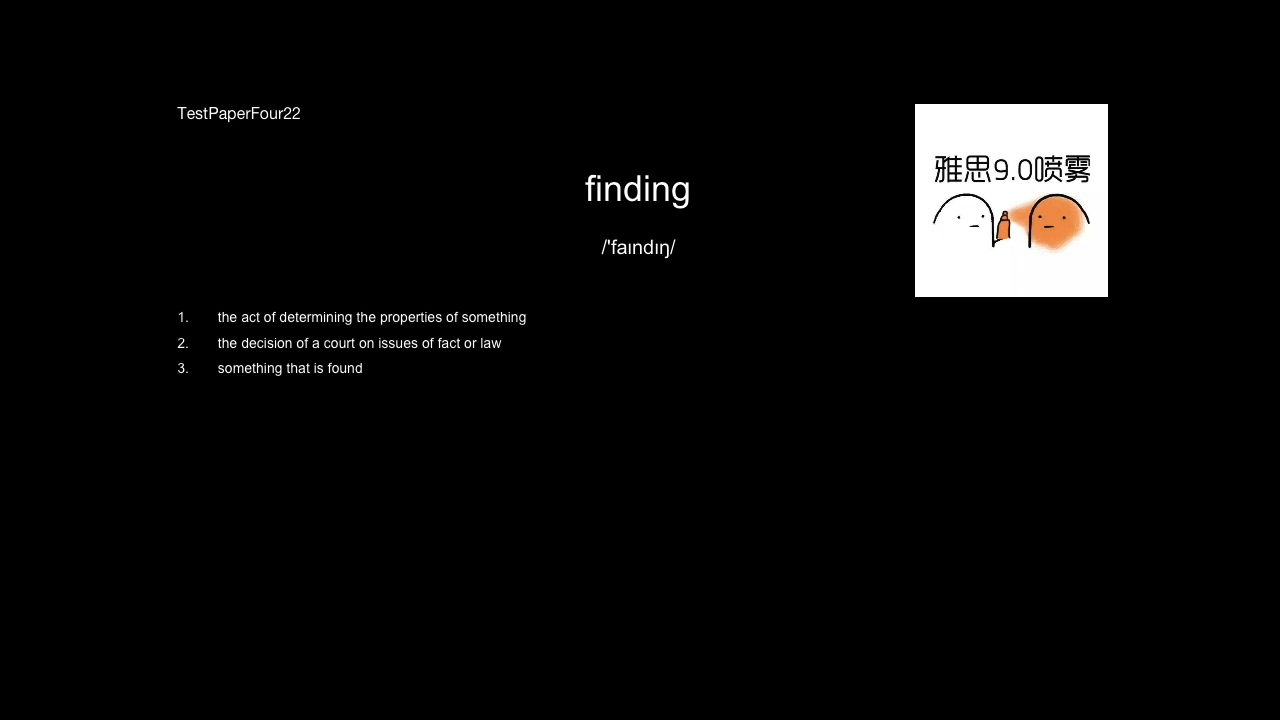 TestPaperFour22
雅思9.0喷雾
finding
/'faɪndɪŋ/
1. the act of determining the properties of something
2. the decision of a court on issues of fact or law
3. something that is found